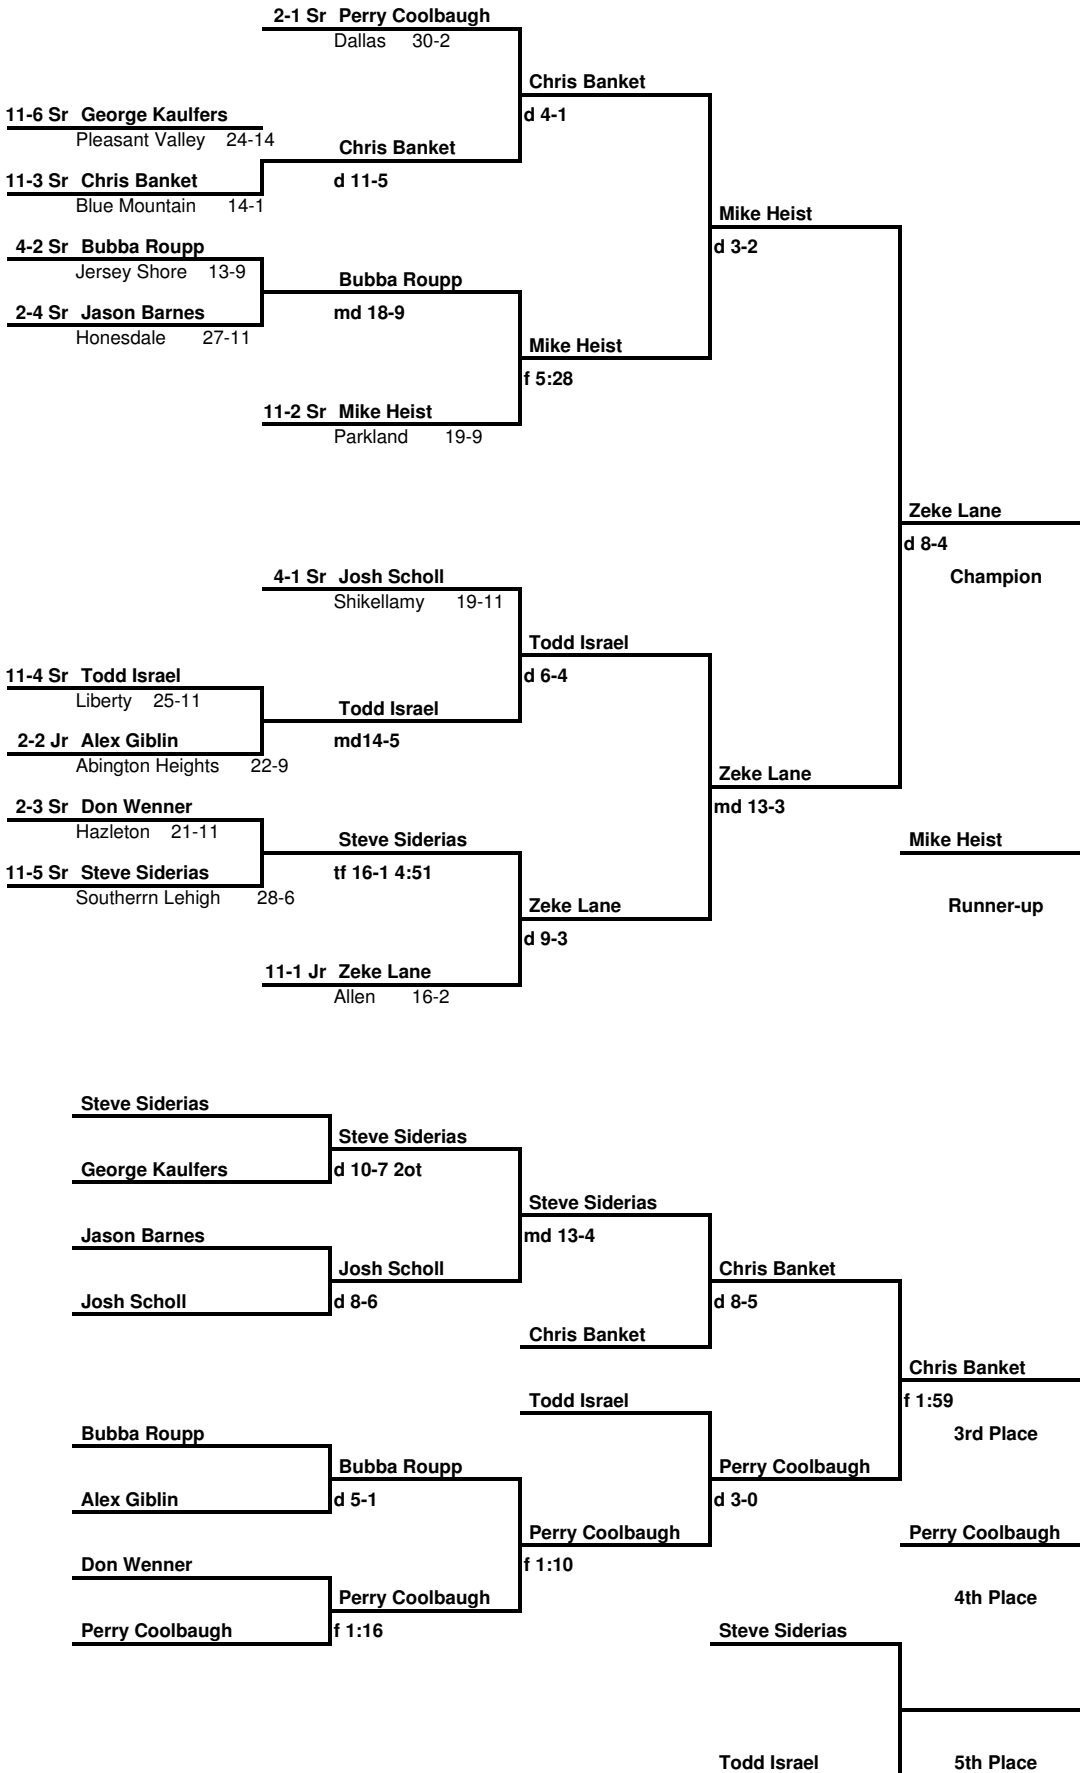 2-1 Sr Perry Coolbaugh
Dallas 30-2
Chris Banket
11-6 Sr George Kaulfers
d 4-1
Pleasant Valley 24-14
Chris Banket
11-3 Sr Chris Banket
d 11-5
Blue Mountain 14-1
Mike Heist
4-2 Sr Bubba Roupp
d 3-2
Jersey Shore 13-9
Bubba Roupp
2-4 Sr Jason Barnes
md 18-9
Honesdale 27-11
Mike Heist
f 5:28
11-2 Sr Mike Heist
Parkland 19-9
Zeke Lane
d 8-4
4-1 Sr Josh Scholl
Champion
Shikellamy 19-11
Todd Israel
11-4 Sr Todd Israel
d 6-4
Liberty 25-11
Todd Israel
2-2 Jr Alex Giblin
md14-5
Abington Heights 22-9
Zeke Lane
2-3 Sr Don Wenner
md 13-3
Hazleton 21-11
Steve Siderias
Mike Heist
11-5 Sr Steve Siderias
tf 16-1 4:51
Southerrn Lehigh 28-6
Zeke Lane
Runner-up
d 9-3
11-1 Jr Zeke Lane
Allen 16-2
Steve Siderias
Steve Siderias
George Kaulfers
d 10-7 2ot
Steve Siderias
Jason Barnes
md 13-4
Josh Scholl
Chris Banket
Josh Scholl
d 8-6
d 8-5
Chris Banket
Chris Banket
Todd Israel
f 1:59
Bubba Roupp
3rd Place
Bubba Roupp
Perry Coolbaugh
Alex Giblin
d 5-1
d 3-0
Perry Coolbaugh
Perry Coolbaugh
Don Wenner
f 1:10
Perry Coolbaugh
4th Place
Perry Coolbaugh
f 1:16
Steve Siderias
Todd Israel
5th Place